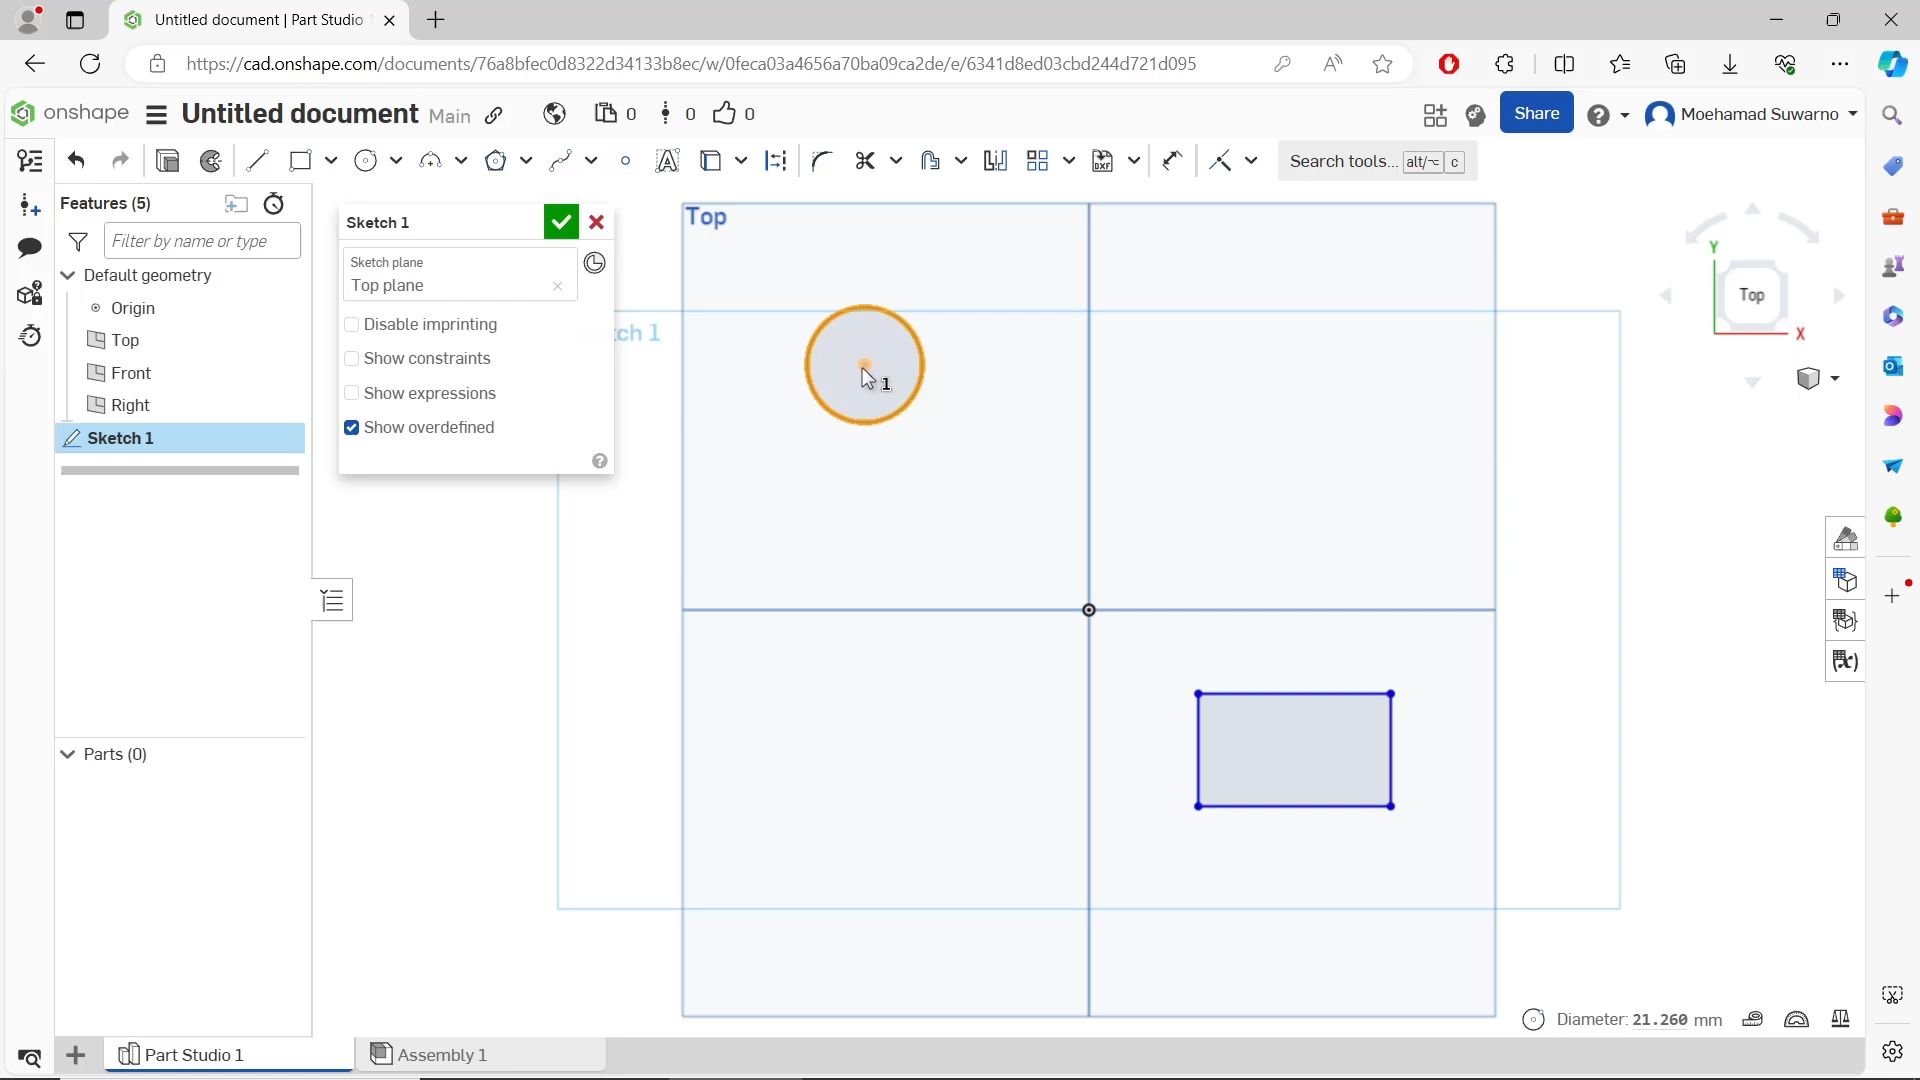 Untitled document | Part Studio 1
https://cad.onshape.com/documents/76a8bfec0d8322d34133b8ec/w/0feca03a4656a70ba09ca2de/e/6341d8ed03cbd244d721d095
onshape Untitled document Main 0 0 0 Share Moehamad Suwarno
Search tools... alt/⌥ c
Features (5)
Filter by name or type
Default geometry
Origin
Top
Front
Right
Sketch 1
Parts (0)
Sketch 1
Sketch plane
Top plane
Disable imprinting
Show constraints
Show expressions
Show overdefined
Top
tch 1
1
Y
Top
X
Diameter: 21.260 mm
Part Studio 1
Assembly 1